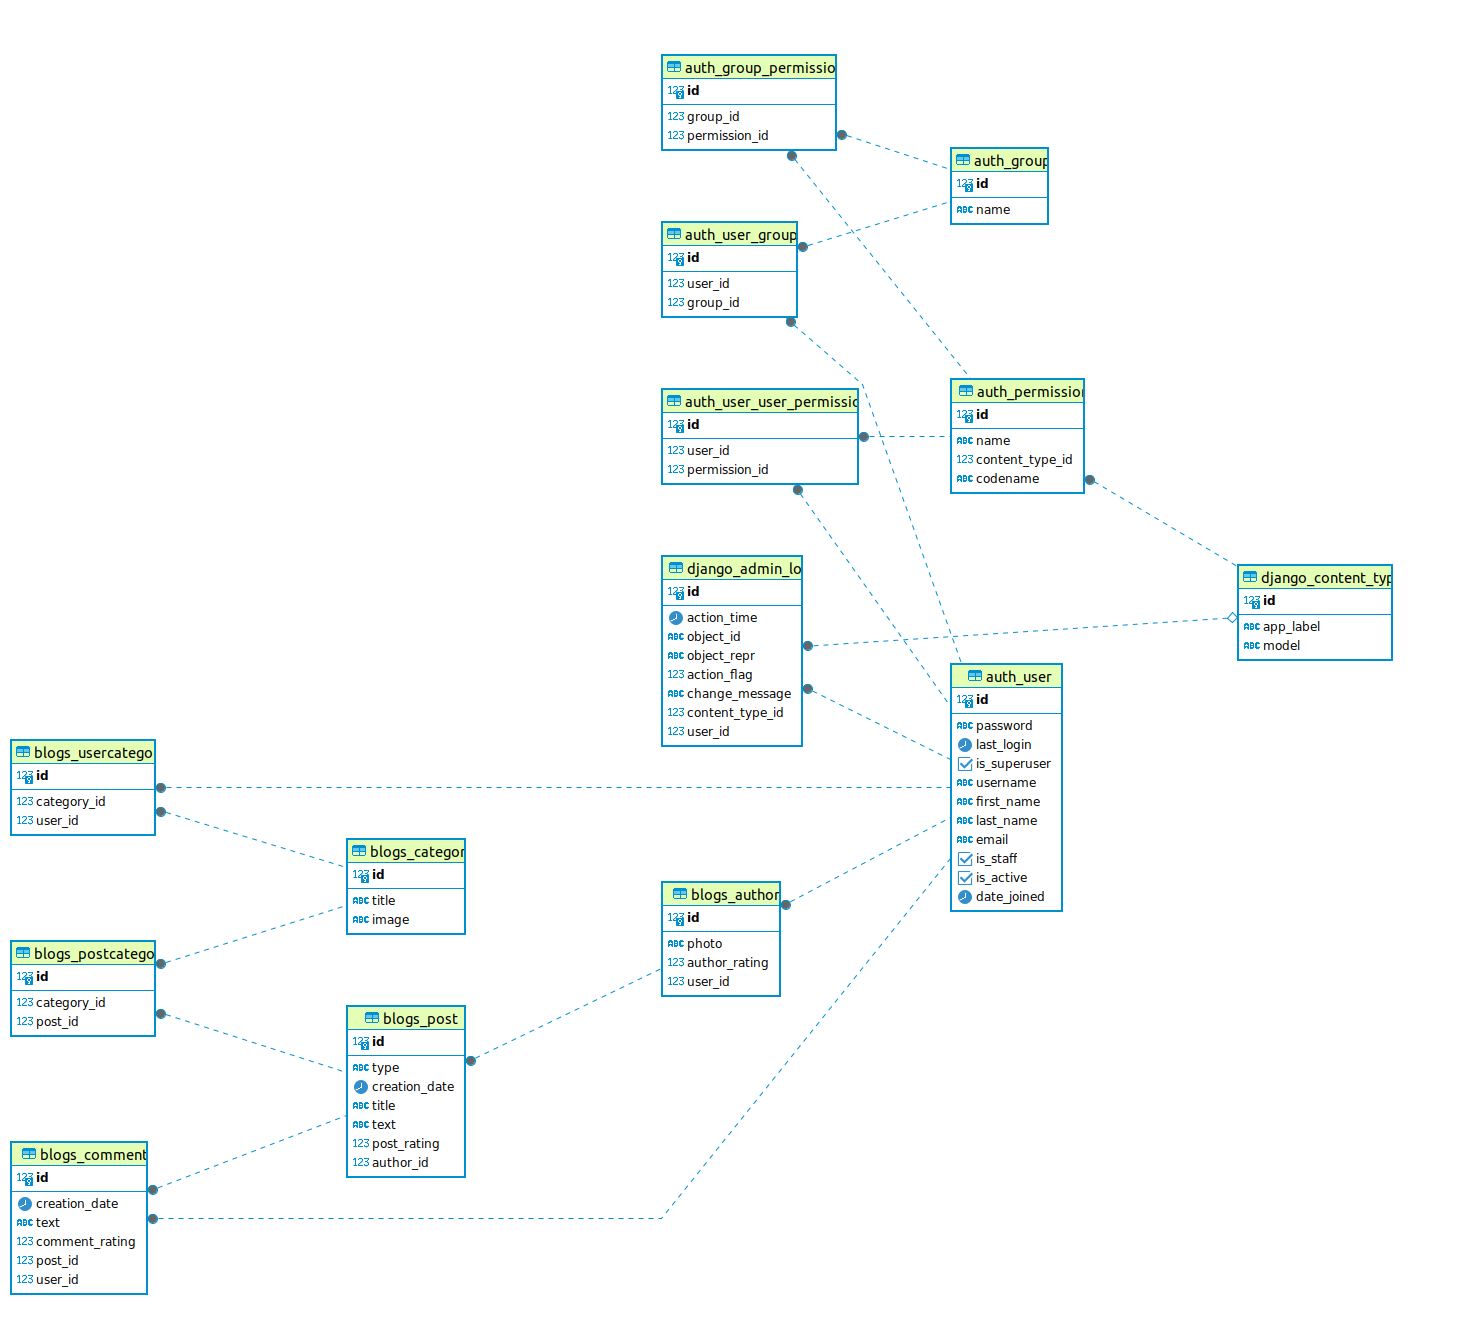 auth_group_permissio
123 id
123 group_id
123 permission_id
auth_group
123 id
ABC name
auth_user_group
123 id
123 user_id
123 group_id
auth_user_user_permissio
123 id
123 user_id
123 permission_id
auth_permission
123 id
ABC name
123 content_type_id
ABC codename
django_admin_lo
123 id
action_time
ABC object_id
ABC object_repr
123 action_flag
ABC change_message
123 content_type_id
123 user_id
django_content_typ
123 id
ABC app_label
ABC model
auth_user
123 id
ABC password
last_login
is_superuser
ABC username
ABC first_name
ABC last_name
ABC email
is_staff
is_active
date_joined
blogs_usercatego
123 id
123 category_id
123 user_id
blogs_categor
123 id
ABC title
ABC image
blogs_author
123 id
ABC photo
123 author_rating
123 user_id
blogs_postcatego
123 id
123 category_id
123 post_id
blogs_post
123 id
ABC type
creation_date
ABC title
ABC text
123 post_rating
123 author_id
blogs_comment
123 id
creation_date
ABC text
123 comment_rating
123 post_id
123 user_id